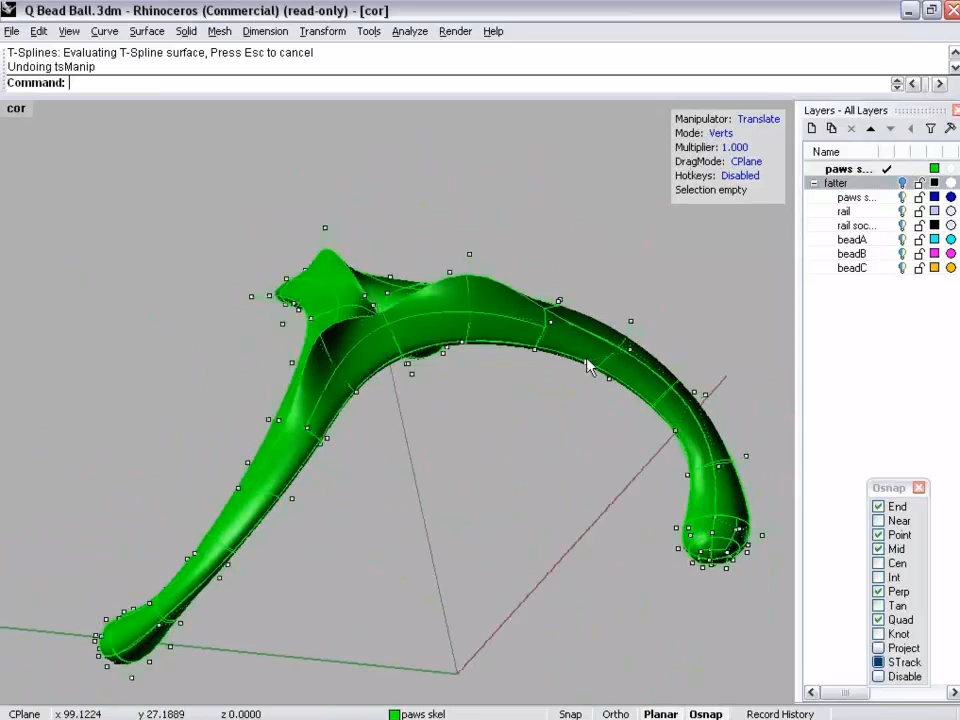 Q Bead Ball.3dm - Rhinoceros (Commercial) (read-only) - [cor]
File Edit View Curve Surface Solid Mesh Dimension Transform Tools Analyze Render Help
T-Splines: Evaluating T-Spline surface, Press Esc to cancel
Undoing tsManip
Command:
cor
Manipulator: Translate
Mode: Verts
Multiplier: 1.000
DragMode: CPlane
Hotkeys: Disabled
Selection empty
Layers - All Layers
Name
paws s...
fatter
paws s...
rail
rail soc...
beadA
beadB
beadC
Osnap
End
Near
Point
Mid
Cen
Int
Perp
Tan
Quad
Knot
Project
STrack
Disable
CPlane x 99.1224 y 27.1889 z 0.0000 paws skel Snap Ortho Planar Osnap Record History